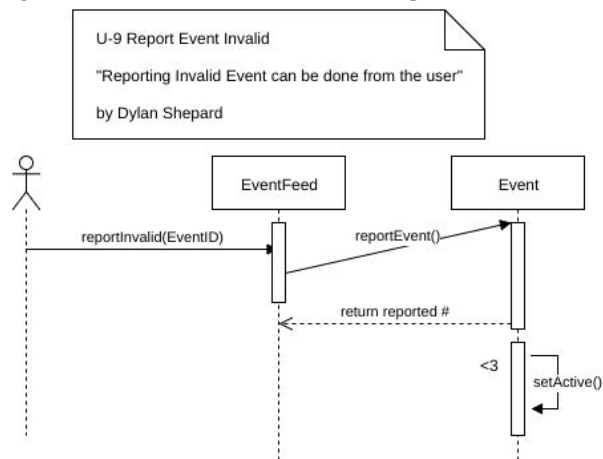 U-9 Report Event Invalid
"Reporting Invalid Event can be done from the user"
by Dylan Shepard
EventFeed
Event
reportInvalid(EventID)
reportEvent()
return reported #
<3
setActive()